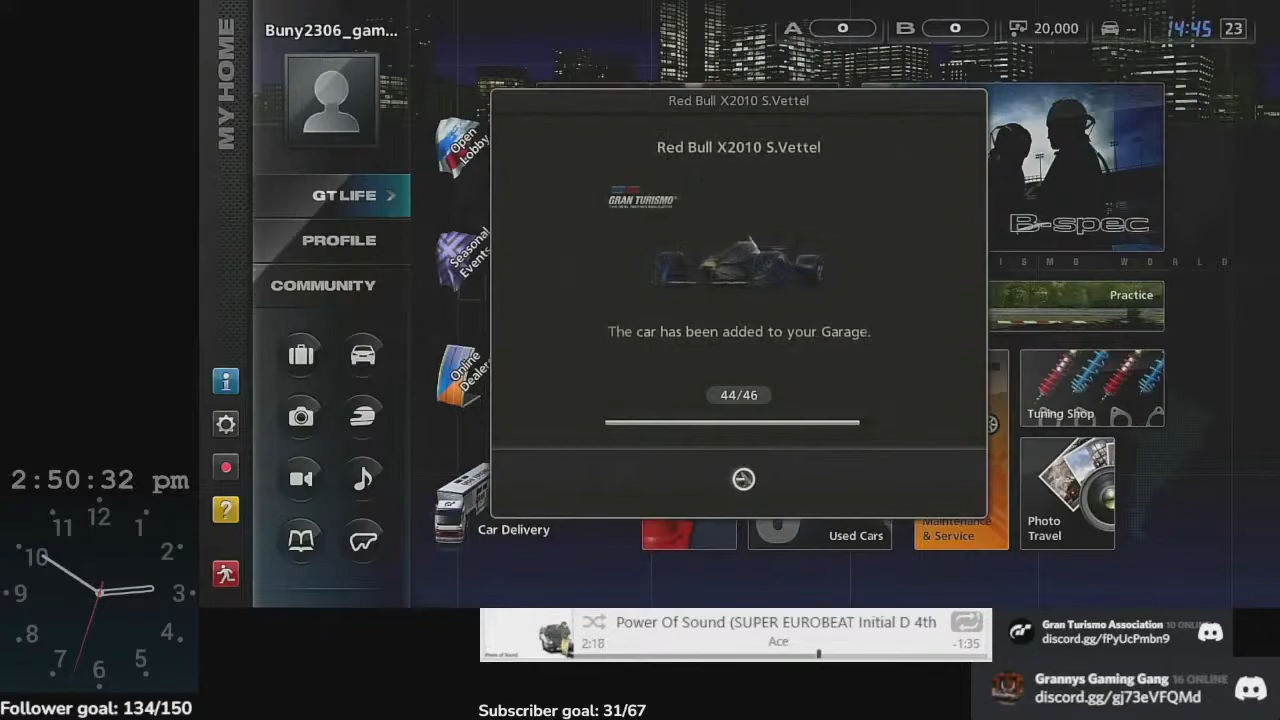 MY HOME
Buny2306_gam...
GT LIFE
PROFILE
COMMUNITY
A 0 B 0 20,000 -- 14:45 23
Open Lobby
Seasonal Events
Online Dealer
Car Delivery
Red Bull X2010 S.Vettel
Red Bull X2010 S.Vettel
GRAN TURISMO
The car has been added to your Garage.
44/46
B-spec
I S M O W O R L D
Practice
Tuning Shop
Used Cars
Maintenance & Service
Photo Travel
2:50:32 pm
12 1 2 3 4 5 6 7 8 9 10 11
Follower goal: 134/150
Power Of Sound (SUPER EUROBEAT Initial D 4th
Ace
2:18
-1:35
Subscriber goal: 31/67
Gran Turismo Association 10 ONLI
discord.gg/fPyUcPmbn9
Grannys Gaming Gang 16 ONLINE
discord.gg/gj73eVFQMd